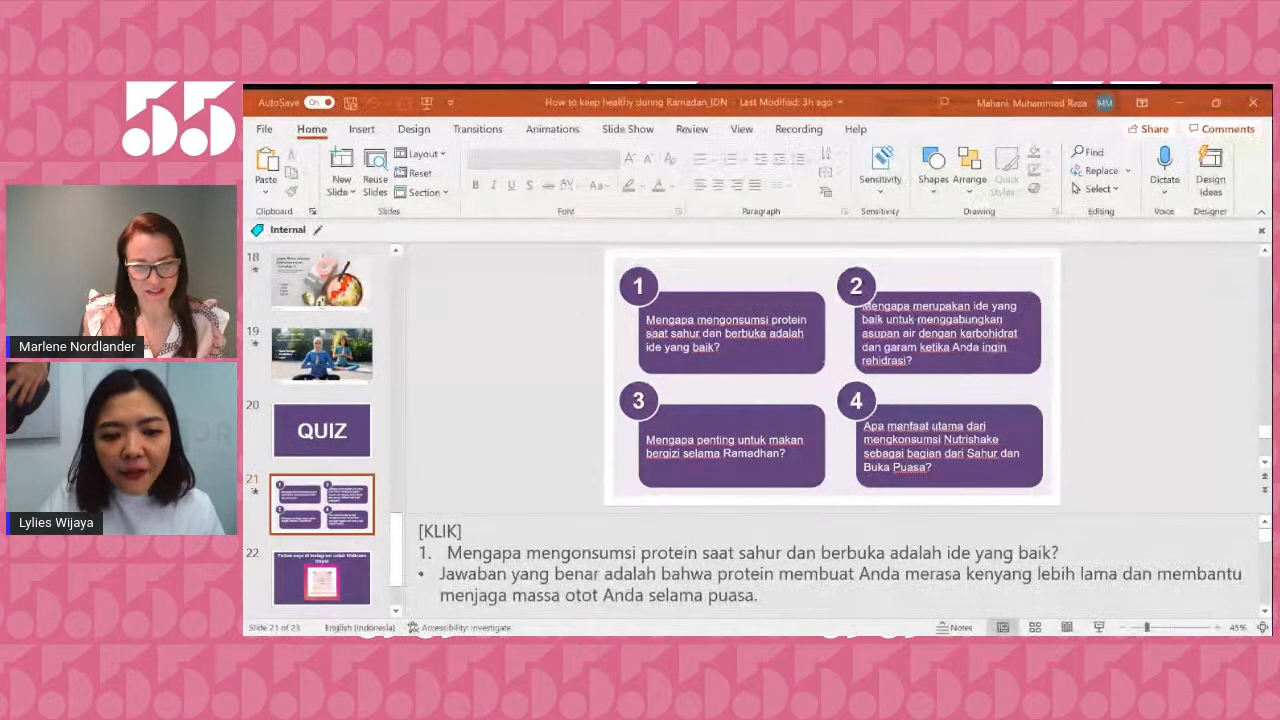 55
AutoSave On
How to keep healthy during Ramadan_IDN - Last Modified: 3h ago
Mahani, Muhammad Reza MM
File Home Insert Design Transitions Animations Slide Show Review View Recording Help Share Comments
Paste
New Slide
Reuse Slides
Layout
Reset
Section
B I U S ab AV Aa A
Sensitivity
Shapes Arrange Quick Styles
Find
Replace
Select
Dictate
Design Ideas
Clipboard Slides Font Paragraph Sensitivity Drawing Editing Voice Designer
Internal
Marlene Nordlander
Lylies Wijaya
18
19
20
QUIZ
21
22
1
Mengapa mengonsumsi protein
saat sahur dan berbuka adalah
ide yang baik?
2
Mengapa merupakan ide yang
baik untuk menggabungkan
asupan air dengan karbohidrat
dan garam ketika Anda ingin
rehidrasi?
3
Mengapa penting untuk makan
bergizi selama Ramadhan?
4
Apa manfaat utama dari
mengkonsumsi Nutrishake
sebagai bagian dari Sahur dan
Buka Puasa?
[KLIK]
1. Mengapa mengonsumsi protein saat sahur dan berbuka adalah ide yang baik?
• Jawaban yang benar adalah bahwa protein membuat Anda merasa kenyang lebih lama dan membantu
menjaga massa otot Anda selama puasa.
Slide 21 of 23 English (Indonesia) Accessibility: Investigate Notes 45%